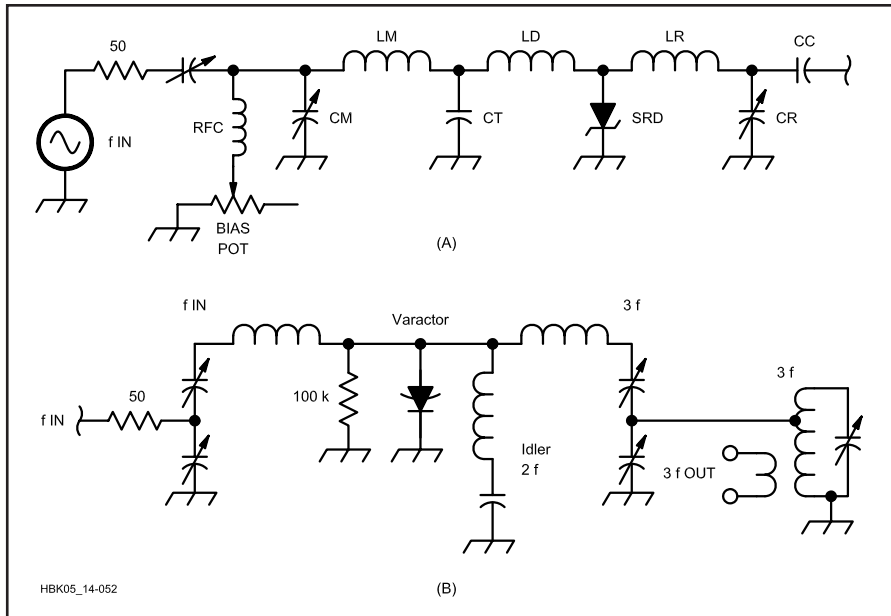 50
LM
LD
LR
CC
f IN
RFC
CM
CT
SRD
CR
BIAS
POT
(A)
f IN
Varactor
3 f
50
f IN
100 k
Idler
2 f
3 f
3 f OUT
HBK05_14-052
(B)